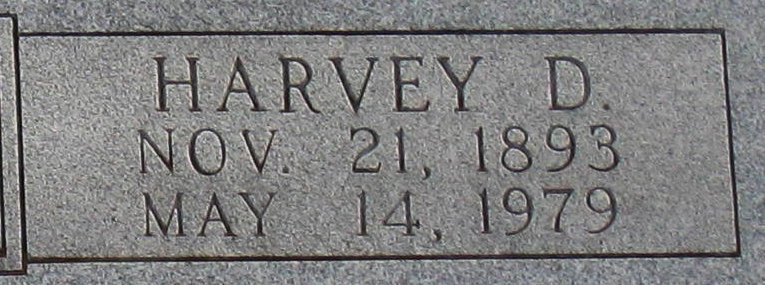 HARVEY D.
NOV. 21, 1893
MAY 14, 1979